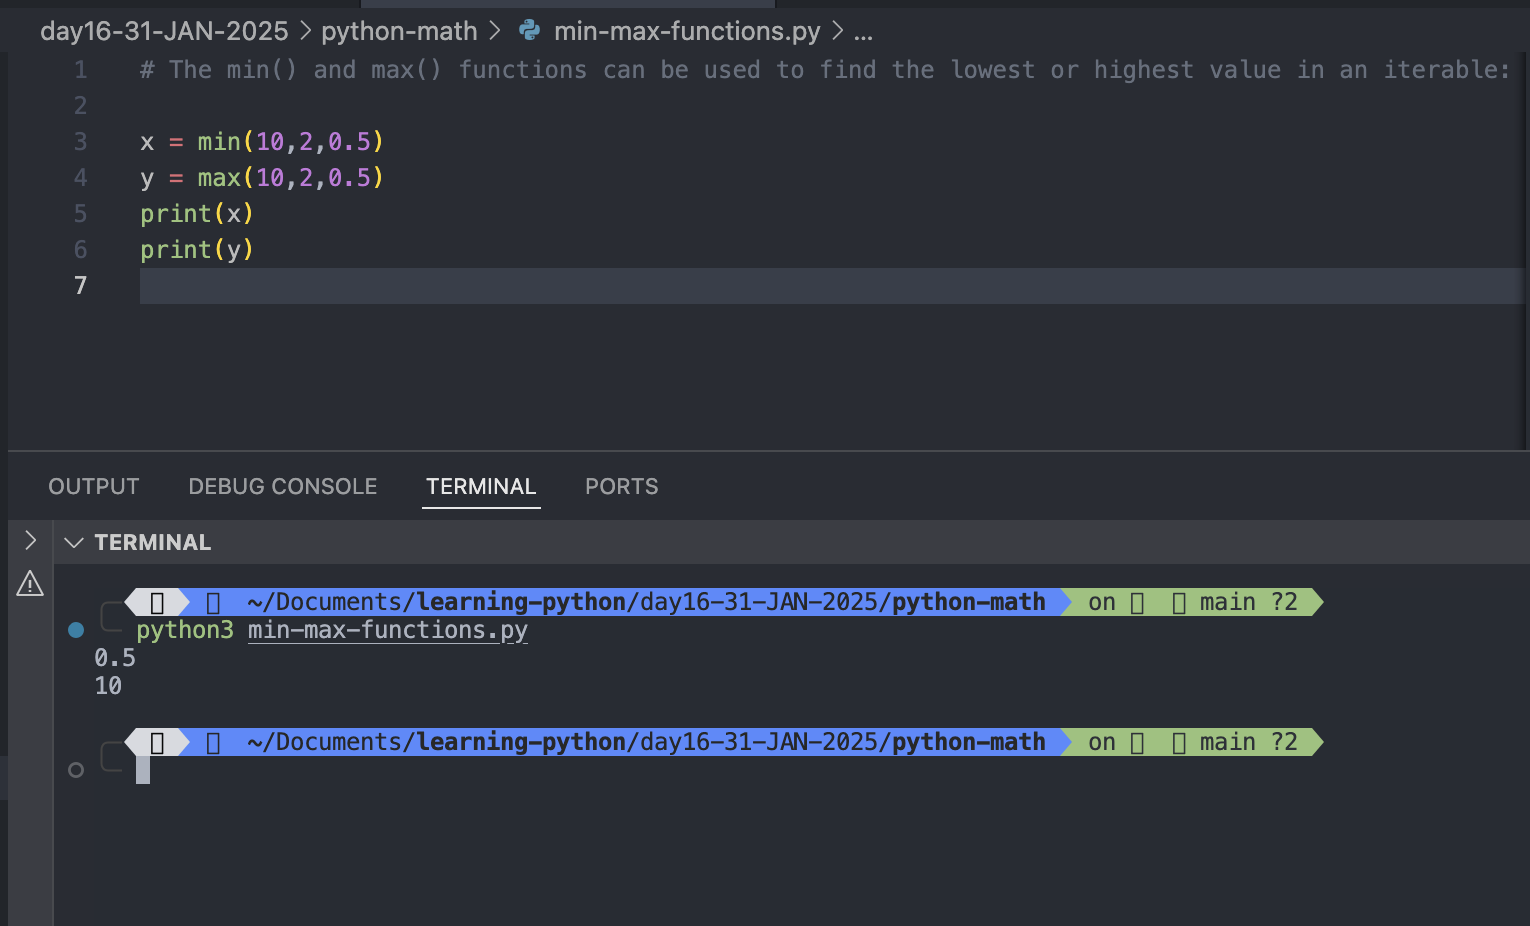 day16-31-JAN-2025 > python-math > min-max-functions.py > ...
1 # The min() and max() functions can be used to find the lowest or highest value in an iterable:
2
3 x = min(10,2,0.5)
4 y = max(10,2,0.5)
5 print(x)
6 print(y)
7
OUTPUT DEBUG CONSOLE TERMINAL PORTS
TERMINAL
~/Documents/learning-python/day16-31-JAN-2025/python-math on main ?2
python3 min-max-functions.py
0.5
10
~/Documents/learning-python/day16-31-JAN-2025/python-math on main ?2